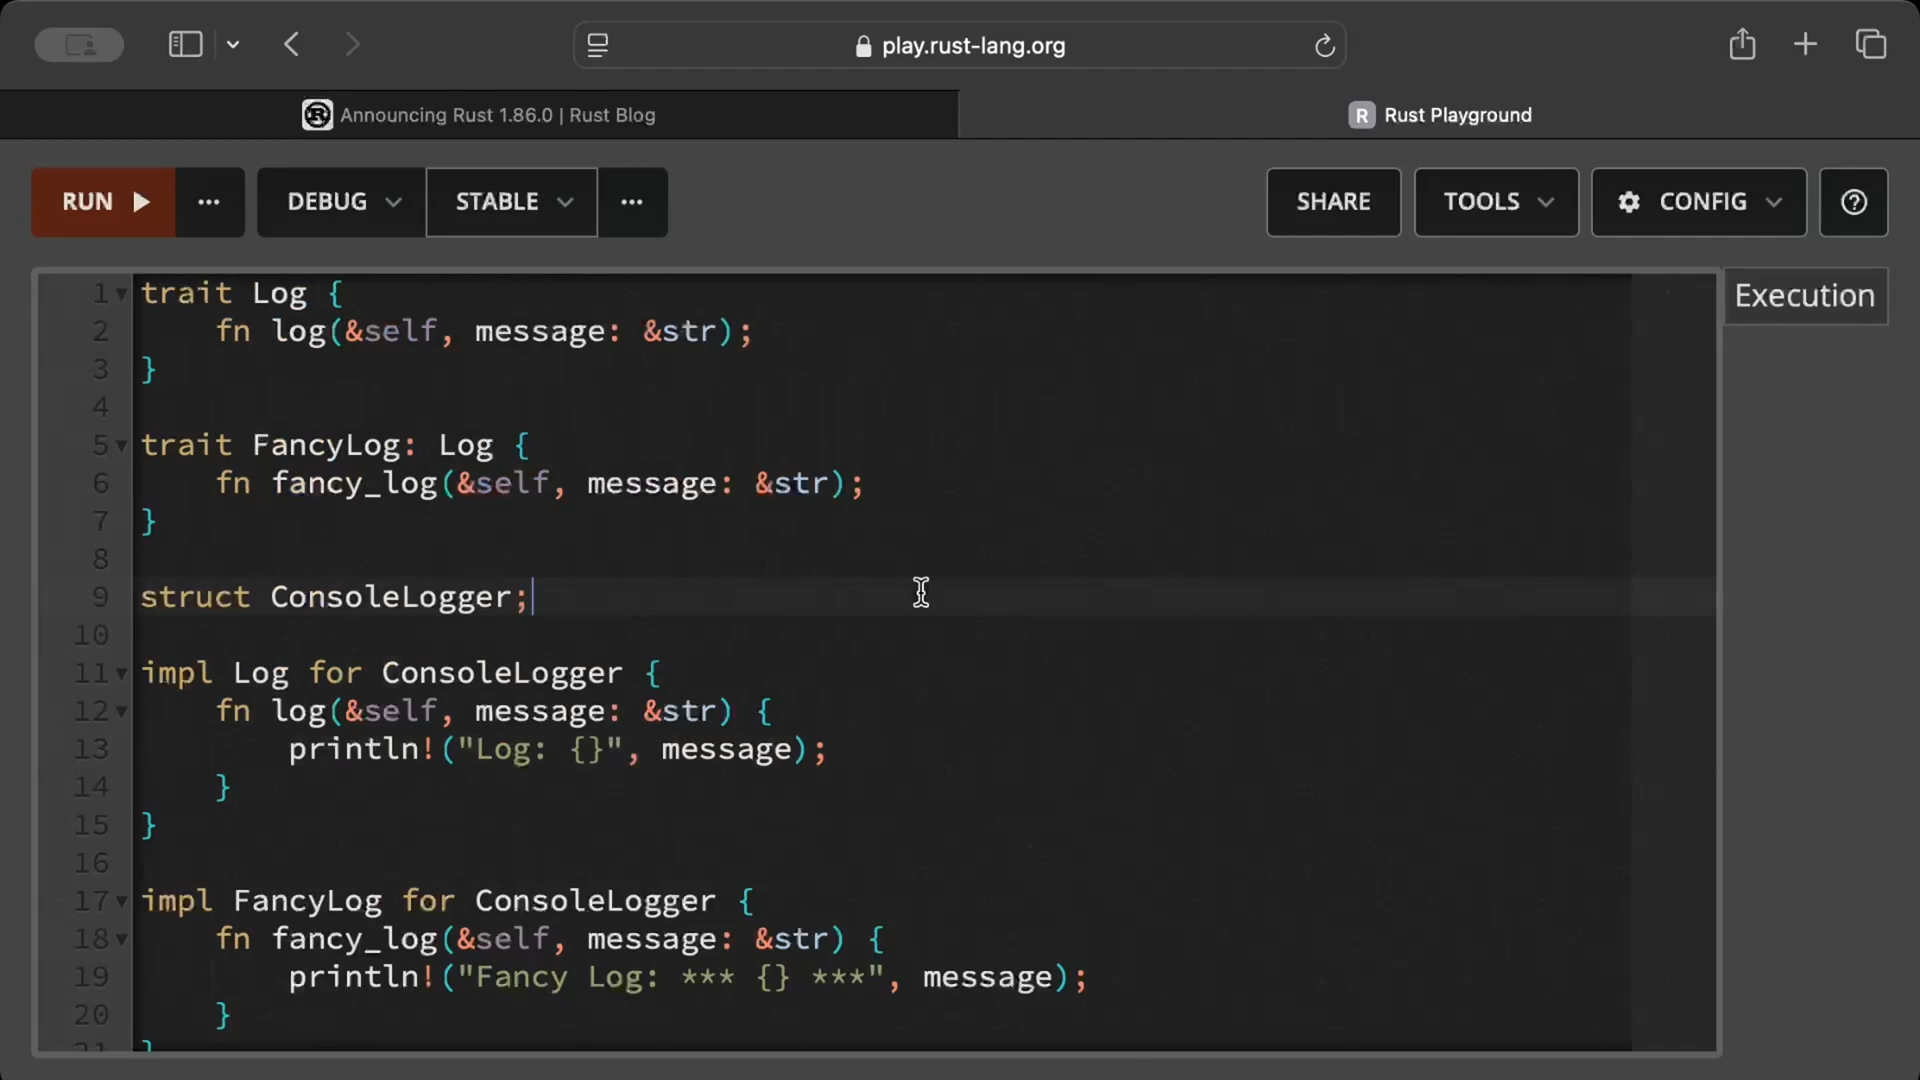 play.rust-lang.org
Announcing Rust 1.86.0 | Rust Blog
R Rust Playground
RUN ··· DEBUG STABLE ··· SHARE TOOLS CONFIG ?
Execution
1 trait Log {
2     fn log(&self, message: &str);
3 }
4
5 trait FancyLog: Log {
6     fn fancy_log(&self, message: &str);
7 }
8
9 struct ConsoleLogger;
10
11 impl Log for ConsoleLogger {
12     fn log(&self, message: &str) {
13         println!("Log: {}", message);
14     }
15 }
16
17 impl FancyLog for ConsoleLogger {
18     fn fancy_log(&self, message: &str) {
19         println!("Fancy Log: *** {} ***", message);
20     }
21 }